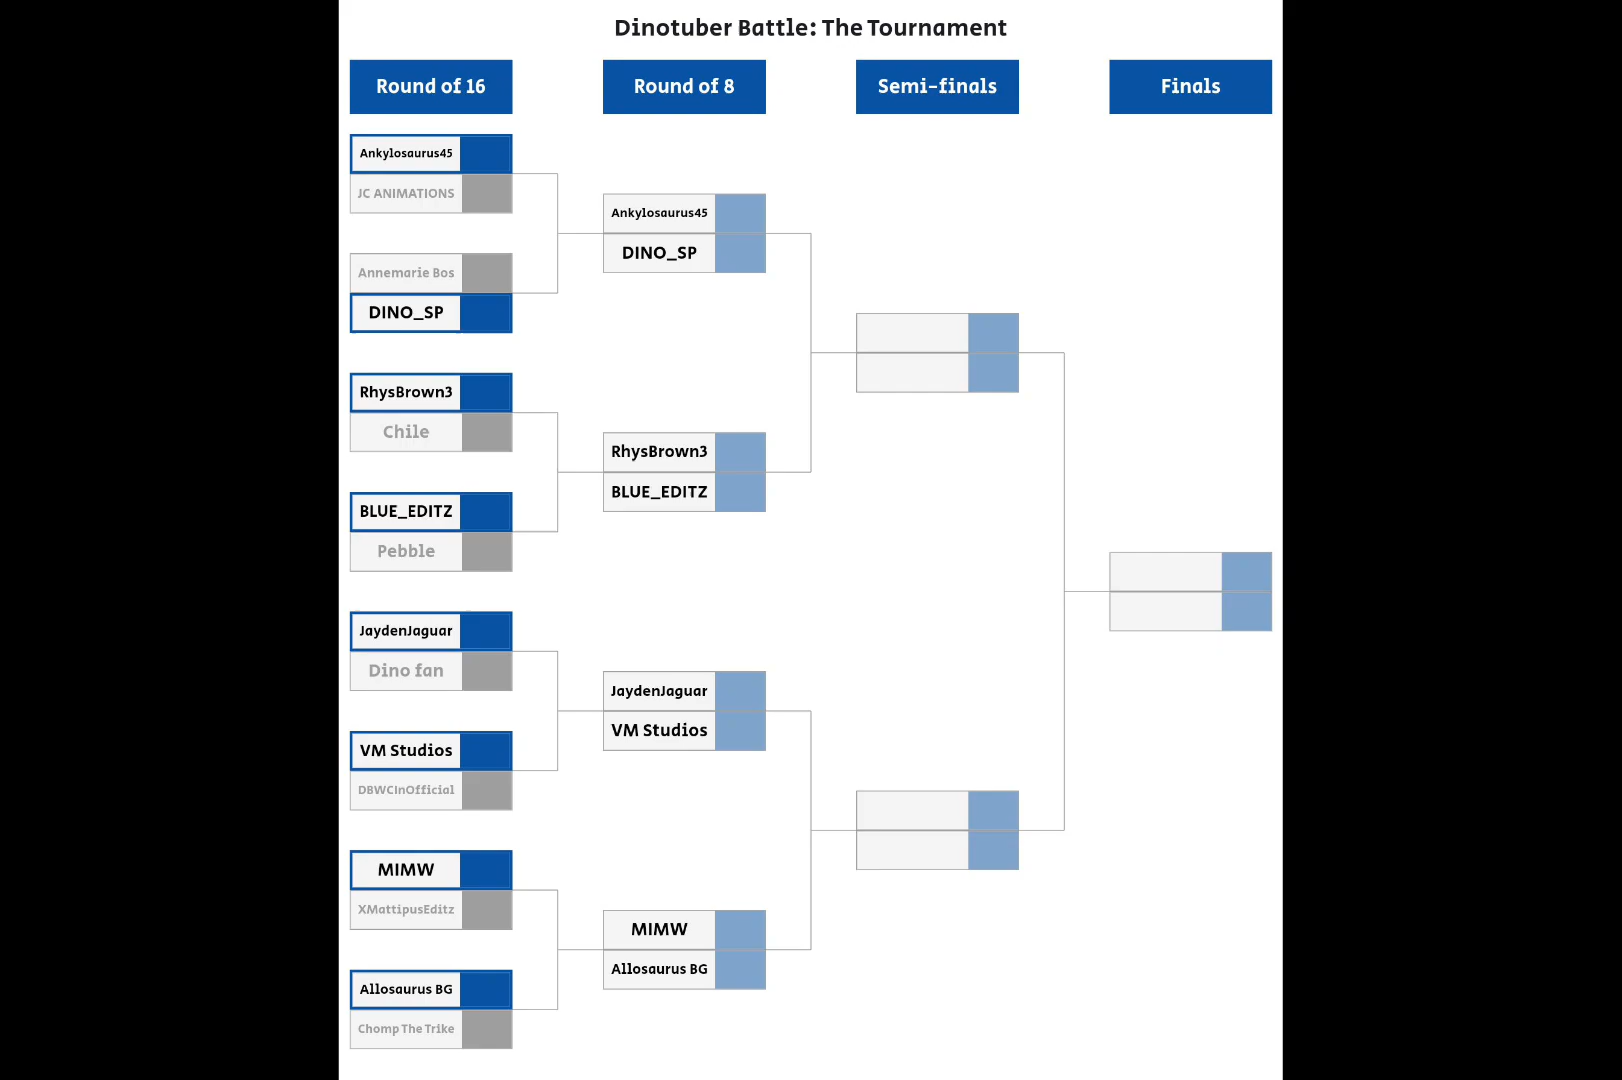 Dinotuber Battle: The Tournament
Round of 16
Round of 8
Semi-finals
Finals
Ankylosaurus45
JC ANIMATIONS
Annemarie Bos
DINO_SP
RhysBrown3
Chile
BLUE_EDITZ
Pebble
JaydenJaguar
Dino fan
VM Studios
DBWCInOfficial
MIMW
XMattipusEditz
Allosaurus BG
Chomp The Trike
Ankylosaurus45
DINO_SP
RhysBrown3
BLUE_EDITZ
JaydenJaguar
VM Studios
MIMW
Allosaurus BG